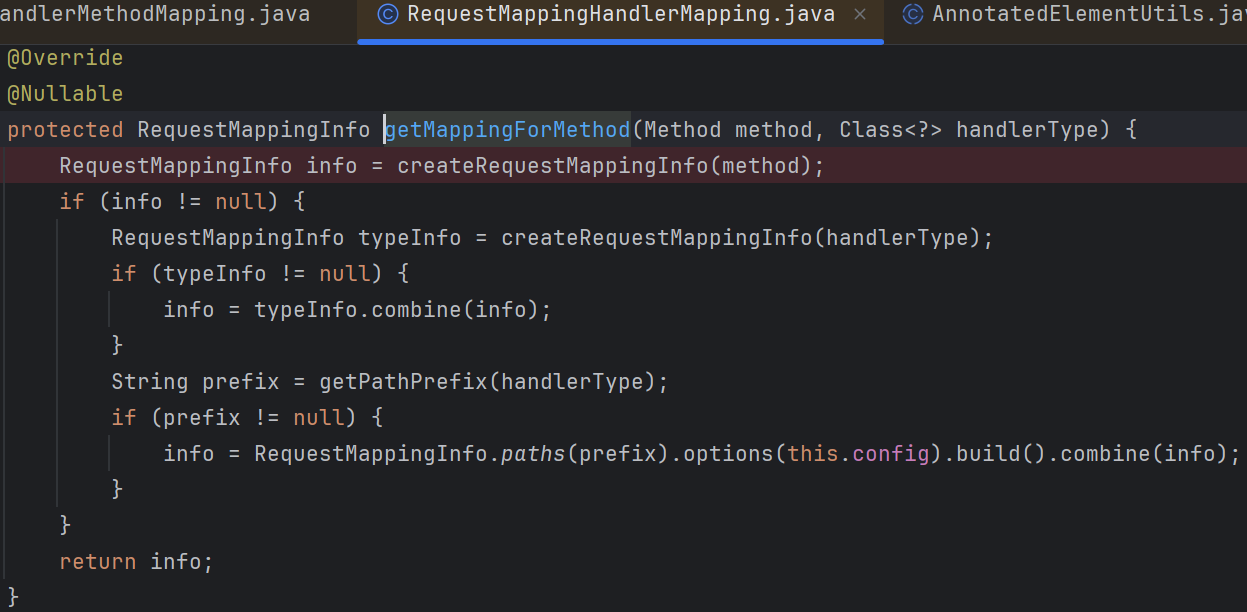 andlerMethodMapping.java © RequestMappingHandlerMapping.java × © AnnotatedElementUtils.jav
@Override
@Nullable
protected RequestMappingInfo getMappingForMethod(Method method, Class<?> handlerType) {
    RequestMappingInfo info = createRequestMappingInfo(method);
    if (info != null) {
        RequestMappingInfo typeInfo = createRequestMappingInfo(handlerType);
        if (typeInfo != null) {
            info = typeInfo.combine(info);
        }
        String prefix = getPathPrefix(handlerType);
        if (prefix != null) {
            info = RequestMappingInfo.paths(prefix).options(this.config).build().combine(info);
        }
    }
    return info;
}